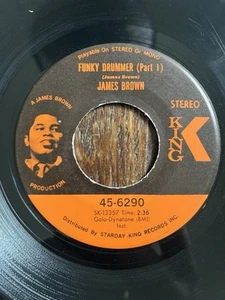 Playable on STEREO or MONO
FUNKY DRUMMER (Part 1)
(James Brown)
JAMES BROWN
A JAMES BROWN
PRODUCTION
STEREO
KING
45-6290
SK-13357 Time: 2:36
Golo-Dynatone (BMI)
Inst
Distributed By STARDAY-KING RECORDS INC.